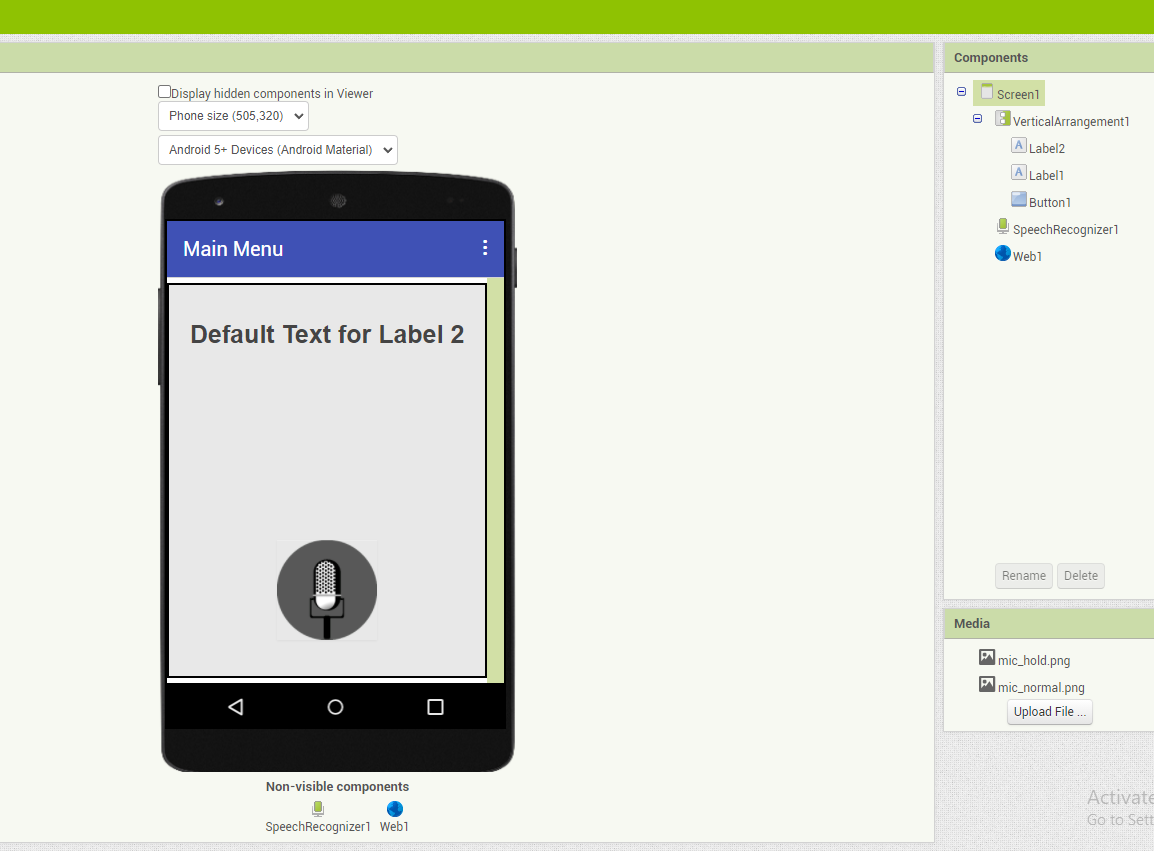 Display hidden components in Viewer
Phone size (505,320)
Android 5+ Devices (Android Material)
Main Menu
Default Text for Label 2
Non-visible components
SpeechRecognizer1
Web1
Components
Screen1
VerticalArrangement1
A Label2
A Label1
Button1
SpeechRecognizer1
Web1
Rename
Delete
Media
mic_hold.png
mic_normal.png
Upload File ...
Activate
Go to Sett